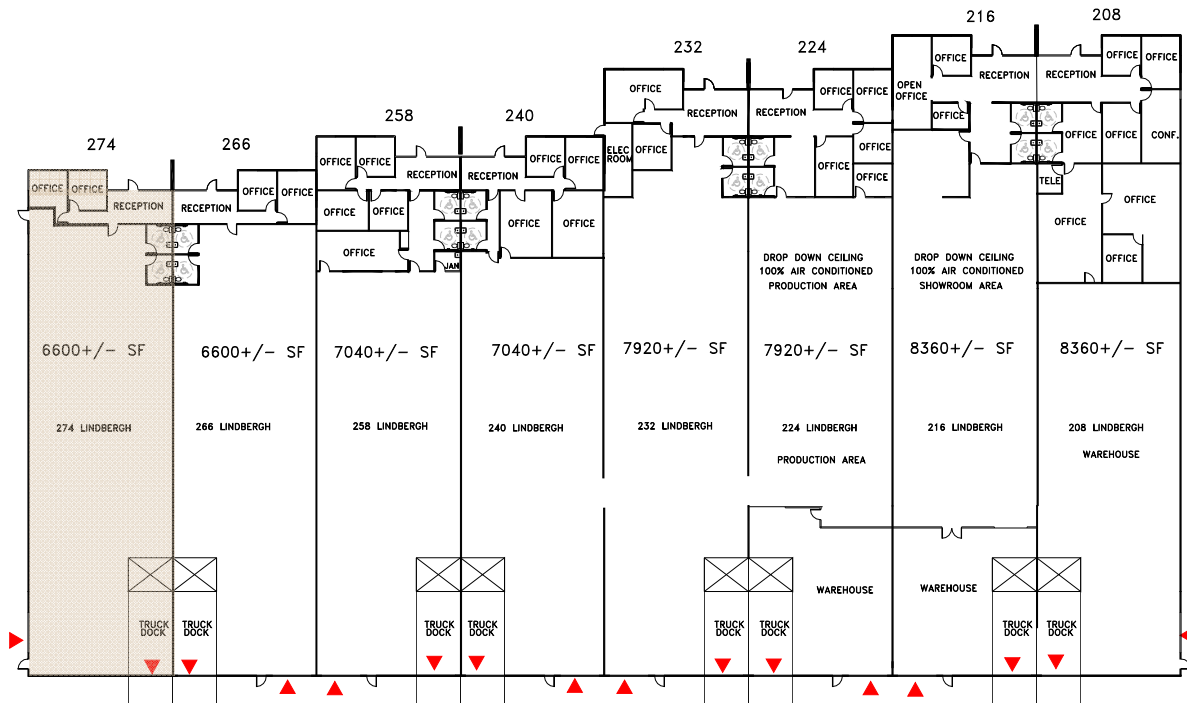 216
208
232
224
258
240
274
266
OFFICE
OFFICE
OFFICE
OPEN
OFFICE
RECEPTION
RECEPTION
OFFICE
OFFICE
OFFICE
CONF.
TELE
OFFICE
OFFICE
OFFICE
OFFICE
RECEPTION
RECEPTION
OFFICE
OFFICE
ELEC
ROOM
OFFICE
OFFICE
OFFICE
OFFICE
OFFICE
OFFICE
RECEPTION
RECEPTION
OFFICE
OFFICE
OFFICE
OFFICE
OFFICE
JAN
OFFICE
OFFICE
OFFICE
OFFICE
RECEPTION
RECEPTION
OFFICE
OFFICE
DROP DOWN CEILING
100% AIR CONDITIONED
PRODUCTION AREA
DROP DOWN CEILING
100% AIR CONDITIONED
SHOWROOM AREA
6600+/- SF
6600+/- SF
7040+/- SF
7040+/- SF
7920+/- SF
7920+/- SF
8360+/- SF
8360+/- SF
274 LINDBERGH
266 LINDBERGH
258 LINDBERGH
240 LINDBERGH
232 LINDBERGH
224 LINDBERGH
216 LINDBERGH
208 LINDBERGH
PRODUCTION AREA
WAREHOUSE
WAREHOUSE
WAREHOUSE
TRUCK
DOCK
TRUCK
DOCK
TRUCK
DOCK
TRUCK
DOCK
TRUCK
DOCK
TRUCK
DOCK
TRUCK
DOCK
TRUCK
DOCK